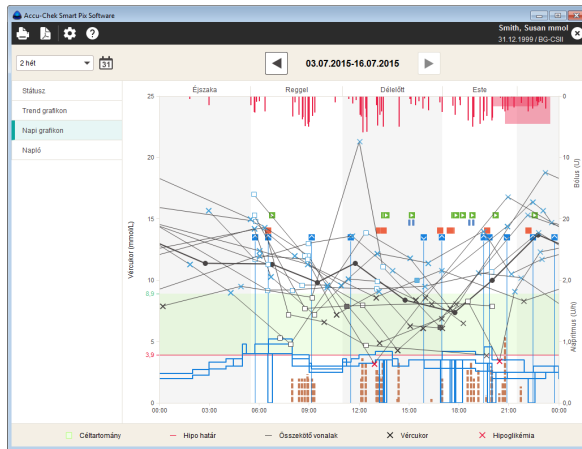 Accu-Chek Smart Pix Software
Smith, Susan mmol
31.12.1999 / BG-CSII
2 hét
31
03.07.2015-16.07.2015
Státusz
Trend grafikon
Napi grafikon
Napló
Éjszaka Reggel Délelőtt Este
Vércukor (mmol/L)
25
20
15
10
6,9
5
3,9
0
0
10
Bolus (U)
2,0
1,0
Alapritmus (U/h)
0,0
00:00 03:00 06:00 09:00 12:00 15:00 18:00 21:00 00:00
Céltartomány Hipo határ Összekötő vonalak Vércukor Hipoglikémia